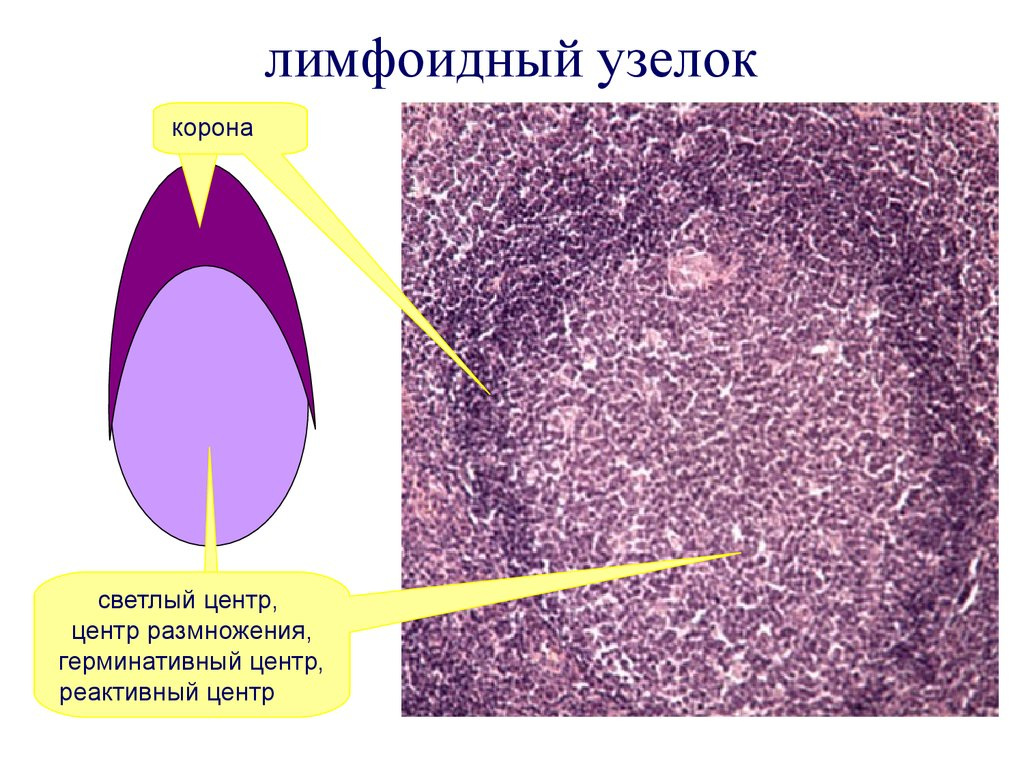 лимфоидный узелок
корона
светлый центр,
центр размножения,
герминативный центр,
реактивный центр